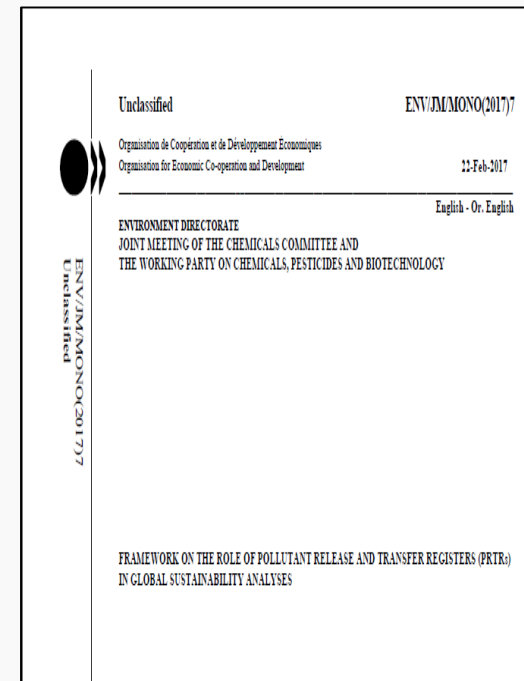 Unclassified ENV/JM/MONO(2017)7
Organisation de Coopération et de Développement Économiques
Organisation for Economic Co-operation and Development 22-Feb-2017
English - Or. English
ENVIRONMENT DIRECTORATE
JOINT MEETING OF THE CHEMICALS COMMITTEE AND
THE WORKING PARTY ON CHEMICALS, PESTICIDES AND BIOTECHNOLOGY
ENV/JM/MONO(2017)7
Unclassified
FRAMEWORK ON THE ROLE OF POLLUTANT RELEASE AND TRANSFER REGISTERS (PRTRs)
IN GLOBAL SUSTAINABILITY ANALYSES